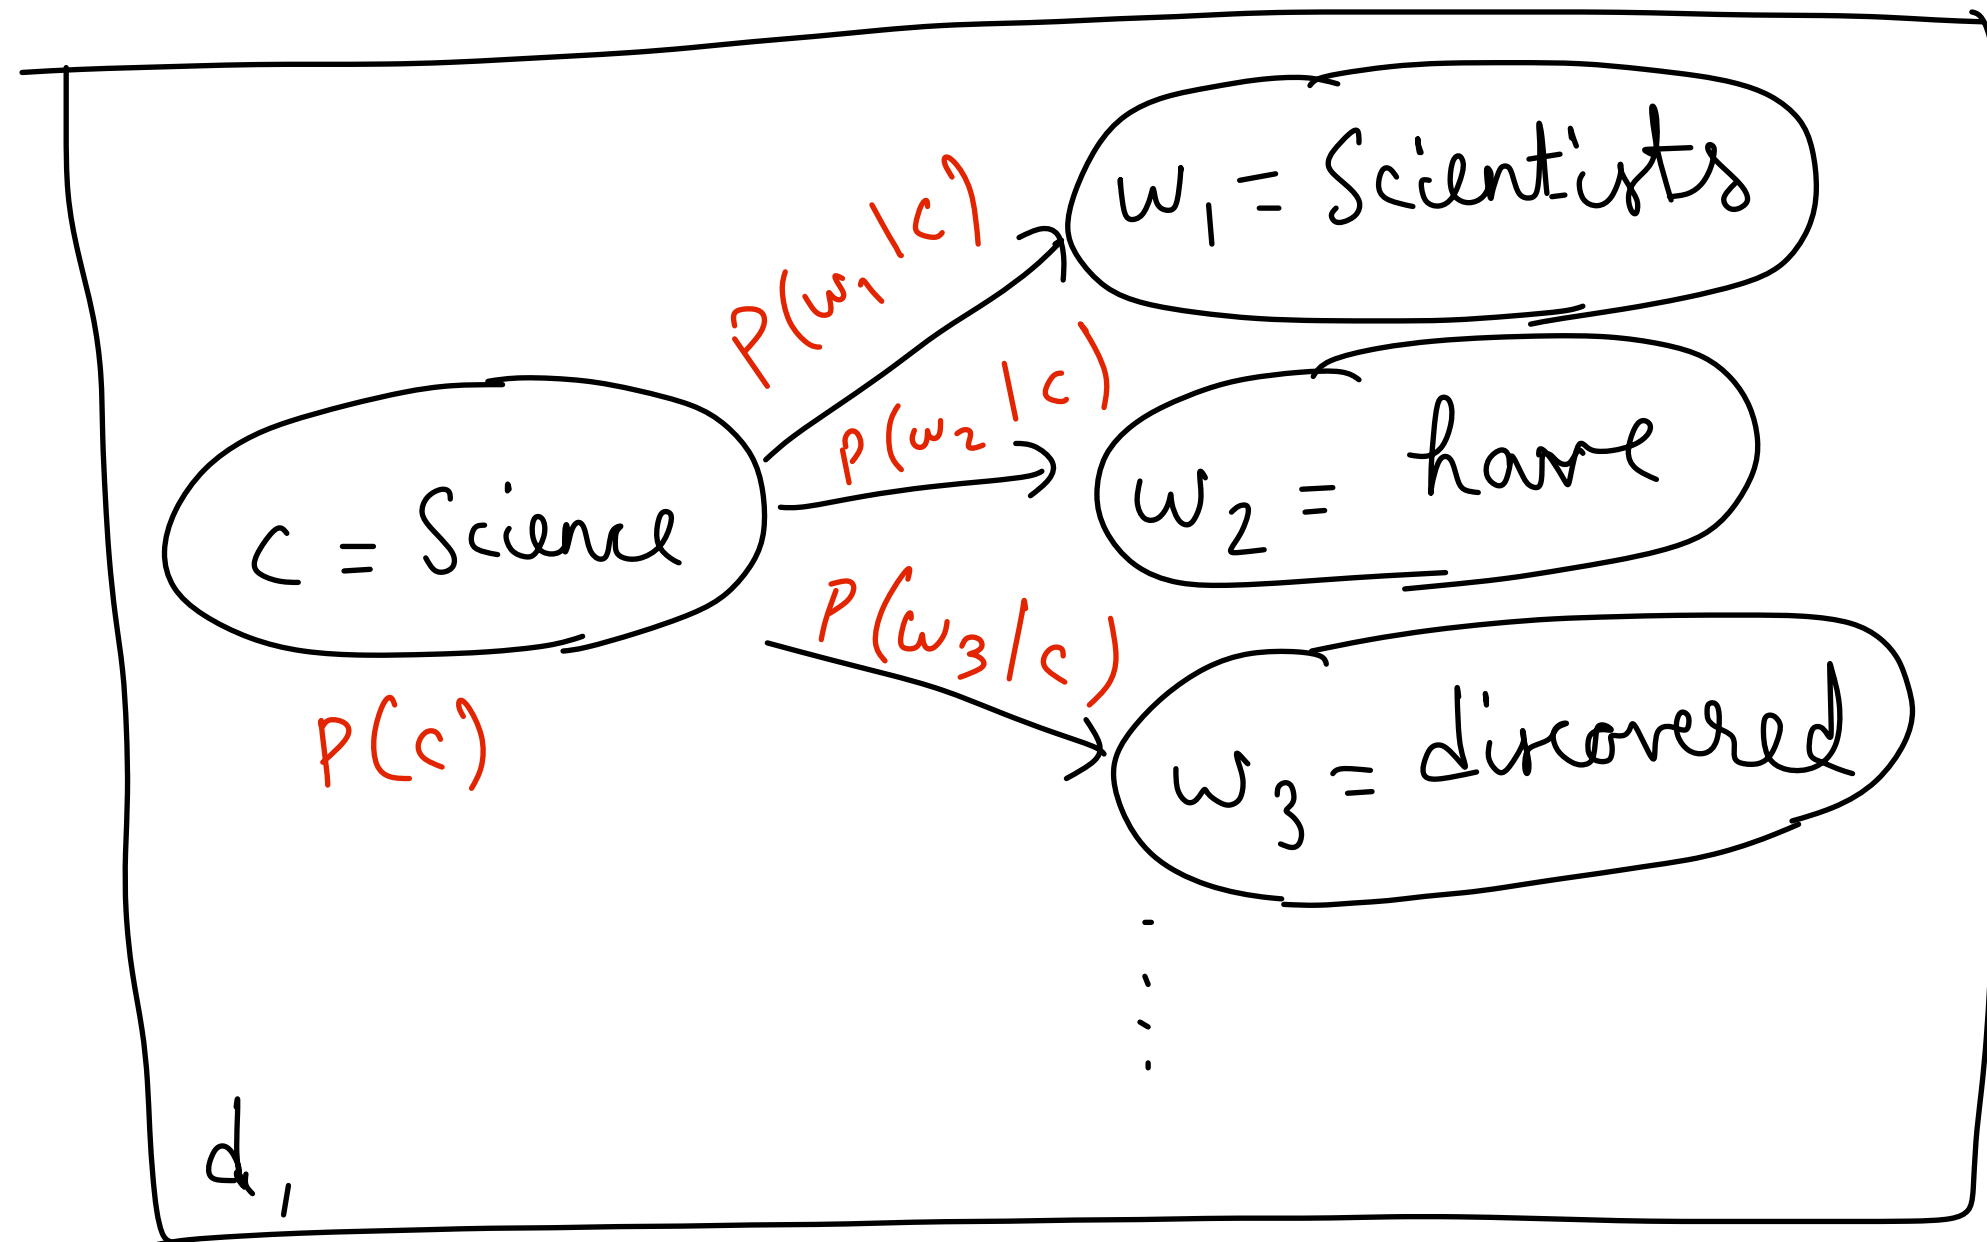 w₁ = Scientists
P(w₁|c)
P(w₂|c)
w₂ = have
c = Science
P(w₃|c)
P(c)
w₃ = discovered
d₁